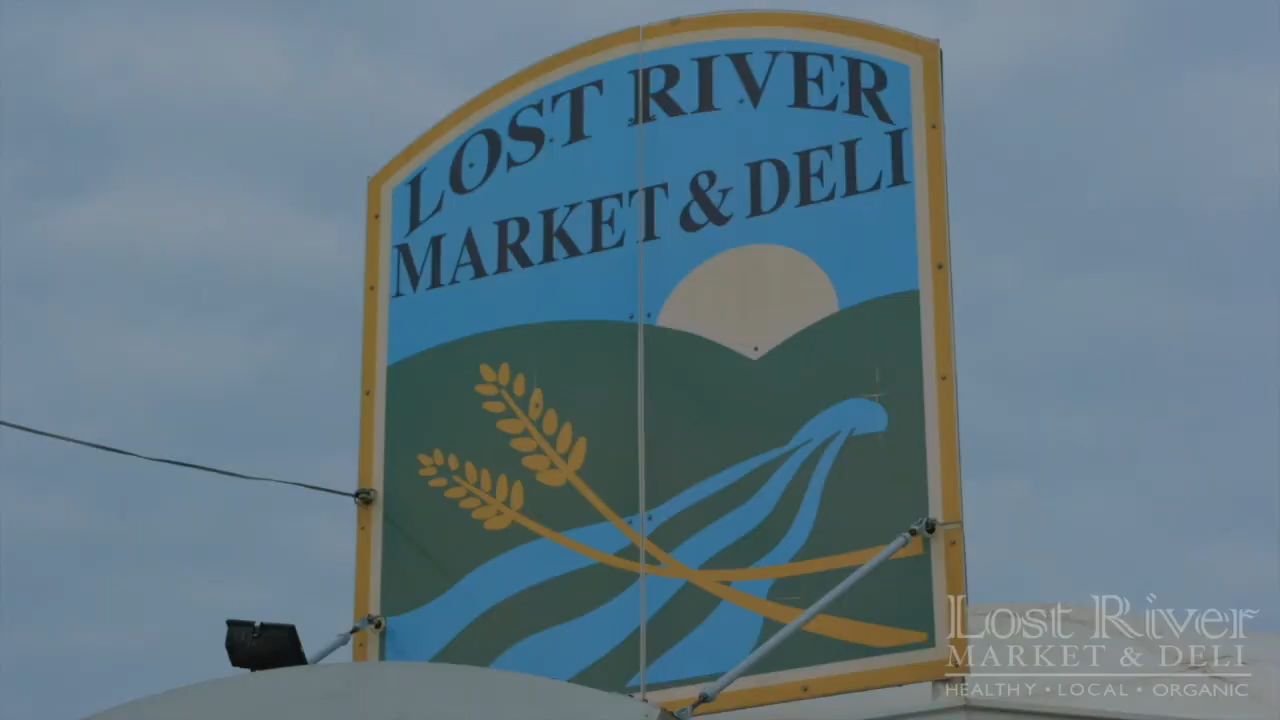 LOST RIVER
MARKET & DELI
Lost River
MARKET & DELI
HEALTHY · LOCAL · ORGANIC